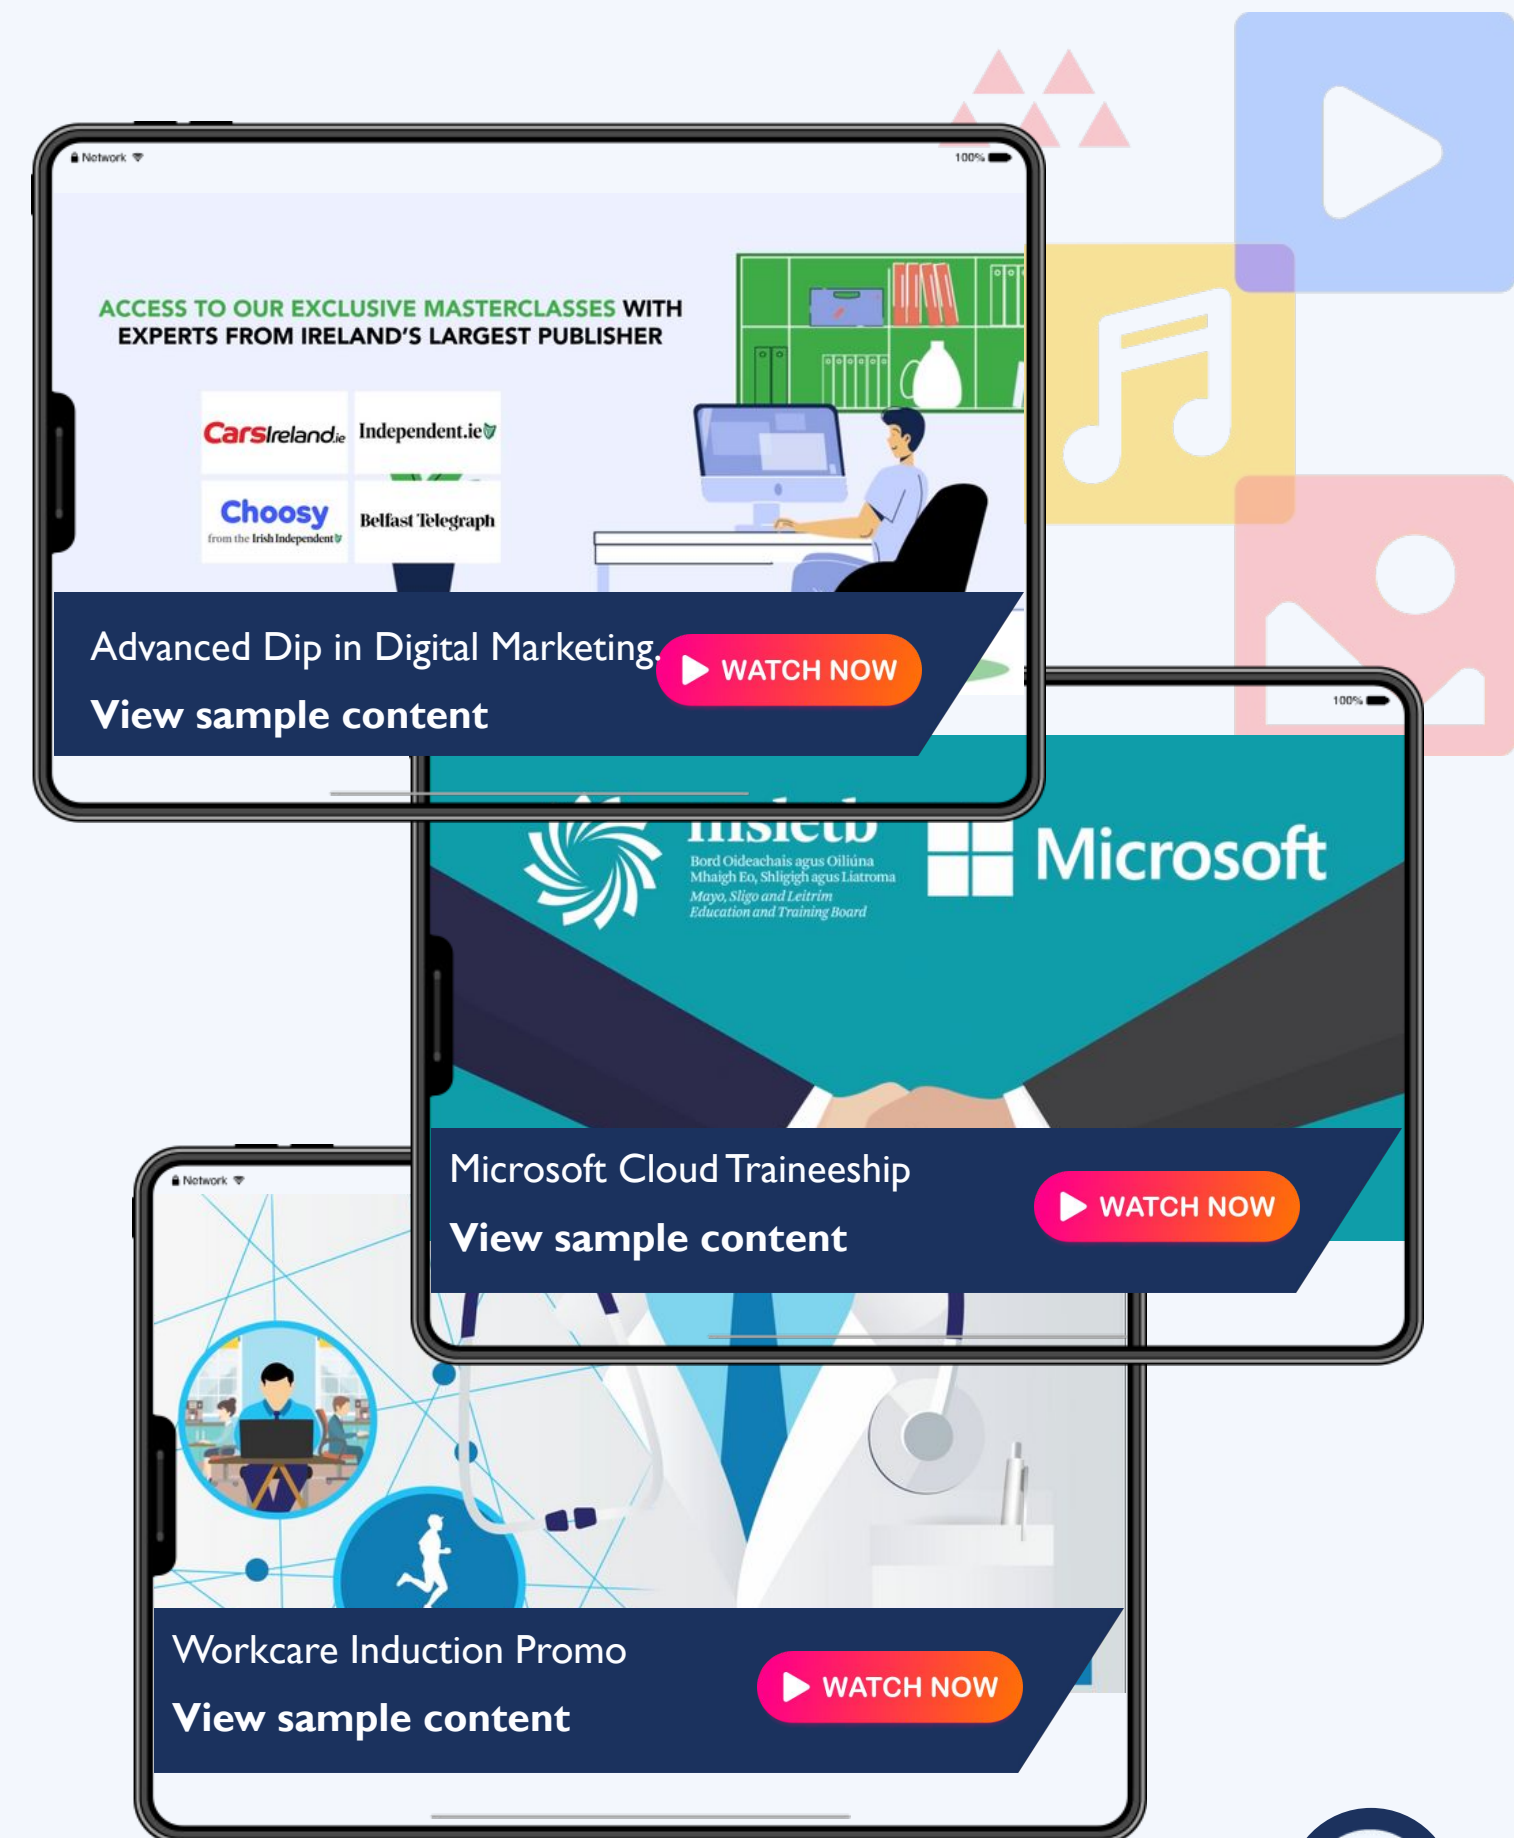 Network
100%
ACCESS TO OUR EXCLUSIVE MASTERCLASSES WITH
EXPERTS FROM IRELAND'S LARGEST PUBLISHER
CarsIreland.ie
Independent.ie
Choosy
from the Irish Independent
Belfast Telegraph
Advanced Dip in Digital Marketing.
WATCH NOW
View sample content
100%
msletb
Bord Oideachais agus Oiliúna
Mhaigh Eo, Shligigh agus Liatroma
Mayo, Sligo and Leitrim
Education and Training Board
Microsoft
Microsoft Cloud Traineeship
WATCH NOW
View sample content
Network
Workcare Induction Promo
WATCH NOW
View sample content